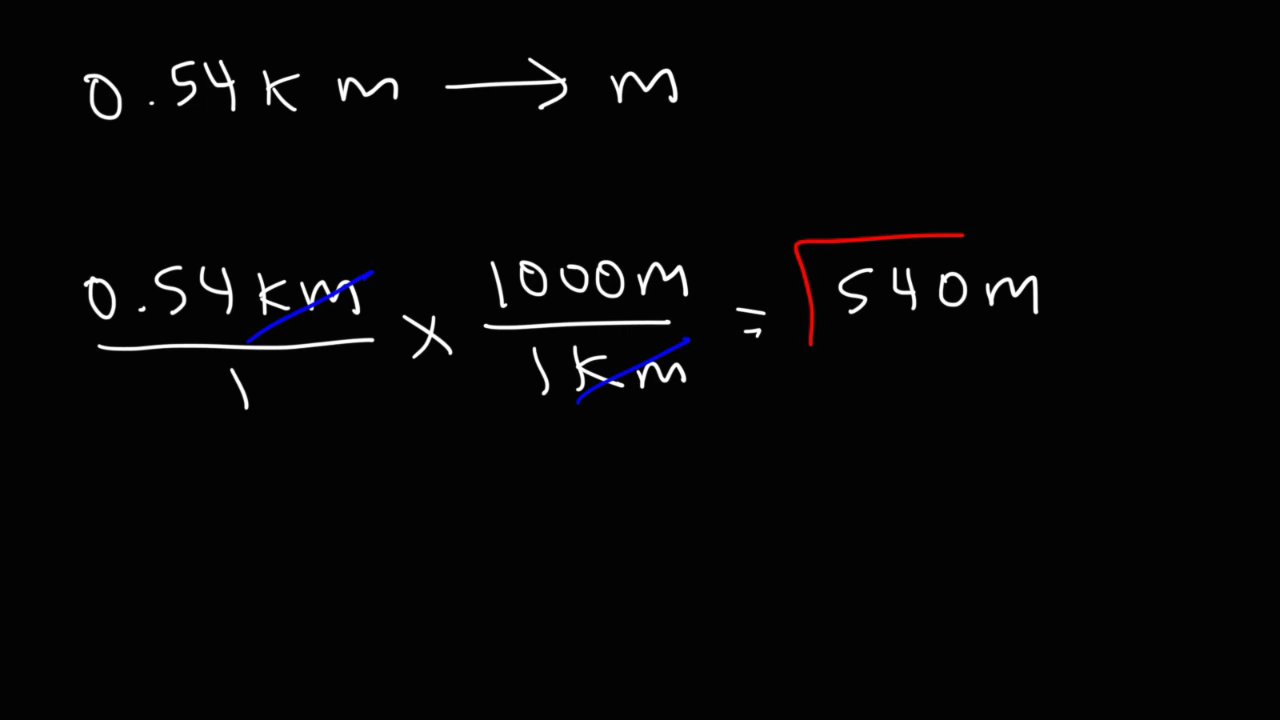 0.54 km → m
0.54 km / 1 × 1000 m / 1 km = 540 m